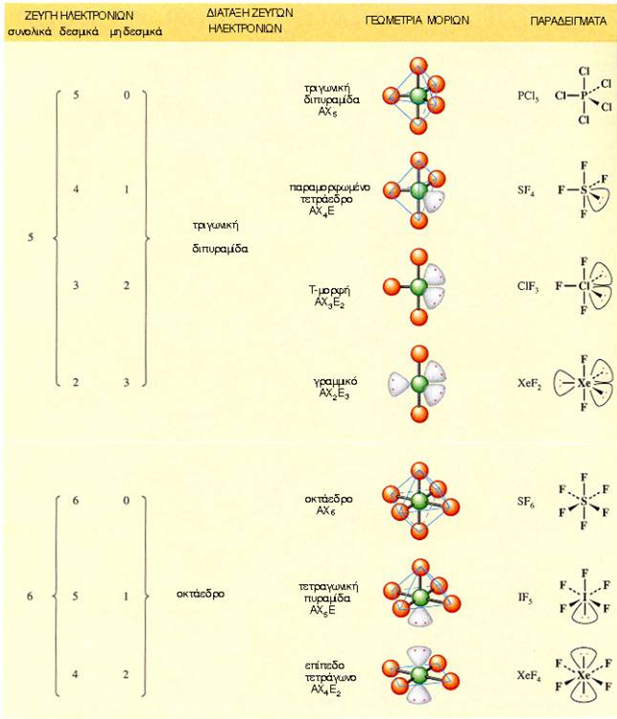 ΖΕΥΓΗ ΗΛΕΚΤΡΟΝΙΩΝ
συνολικά δεσμικά μη δεσμικά
ΔΙΑΤΑΞΗ ΖΕΥΓΩΝ
ΗΛΕΚΤΡΟΝΙΩΝ
ΓΕΩΜΕΤΡΙΑ ΜΟΡΙΩΝ
ΠΑΡΑΔΕΙΓΜΑΤΑ
5
τριγωνική
διπυραμίδα
5 0
τριγωνική
διπυραμίδα
AX5
PCl5
Cl
Cl
Cl P
Cl
Cl
4 1
παραμορφωμένο
τετράεδρο
AX4E
SF4
F
F
F S
F
3 2
Τ-μορφή
AX3E2
ClF3
F
F Cl
F
2 3
γραμμικό
AX2E3
XeF2
F
Xe
F
6
οκτάεδρο
6 0
οκτάεδρο
AX6
SF6
F
F F
S
F F
F
5 1
τετραγωνική
πυραμίδα
AX5E
IF5
F
F F
I
F F
4 2
επίπεδο
τετράγωνο
AX4E2
XeF4
F F
Xe
F F